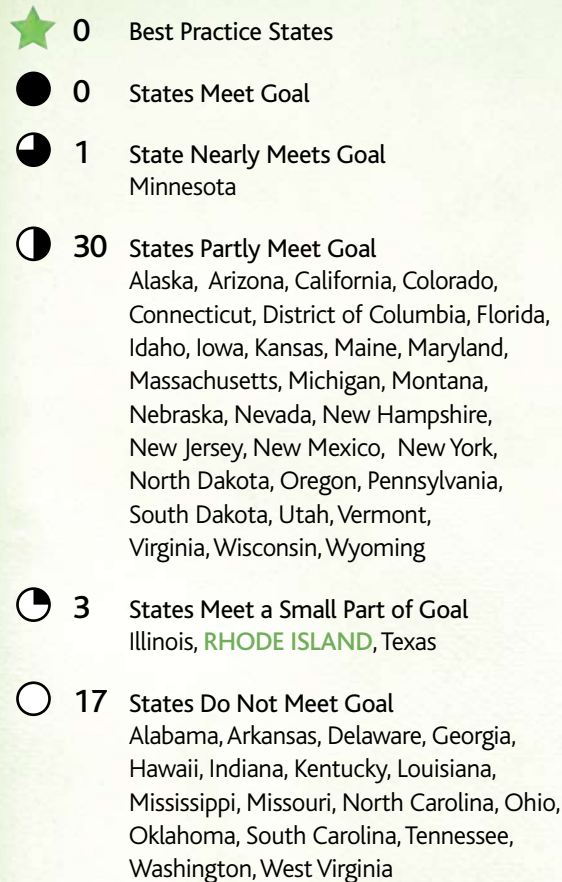 0 Best Practice States
0 States Meet Goal
1 State Nearly Meets Goal
Minnesota
30 States Partly Meet Goal
Alaska, Arizona, California, Colorado,
Connecticut, District of Columbia, Florida,
Idaho, Iowa, Kansas, Maine, Maryland,
Massachusetts, Michigan, Montana,
Nebraska, Nevada, New Hampshire,
New Jersey, New Mexico, New York,
North Dakota, Oregon, Pennsylvania,
South Dakota, Utah, Vermont,
Virginia, Wisconsin, Wyoming
3 States Meet a Small Part of Goal
Illinois, RHODE ISLAND, Texas
17 States Do Not Meet Goal
Alabama, Arkansas, Delaware, Georgia,
Hawaii, Indiana, Kentucky, Louisiana,
Mississippi, Missouri, North Carolina, Ohio,
Oklahoma, South Carolina, Tennessee,
Washington, West Virginia